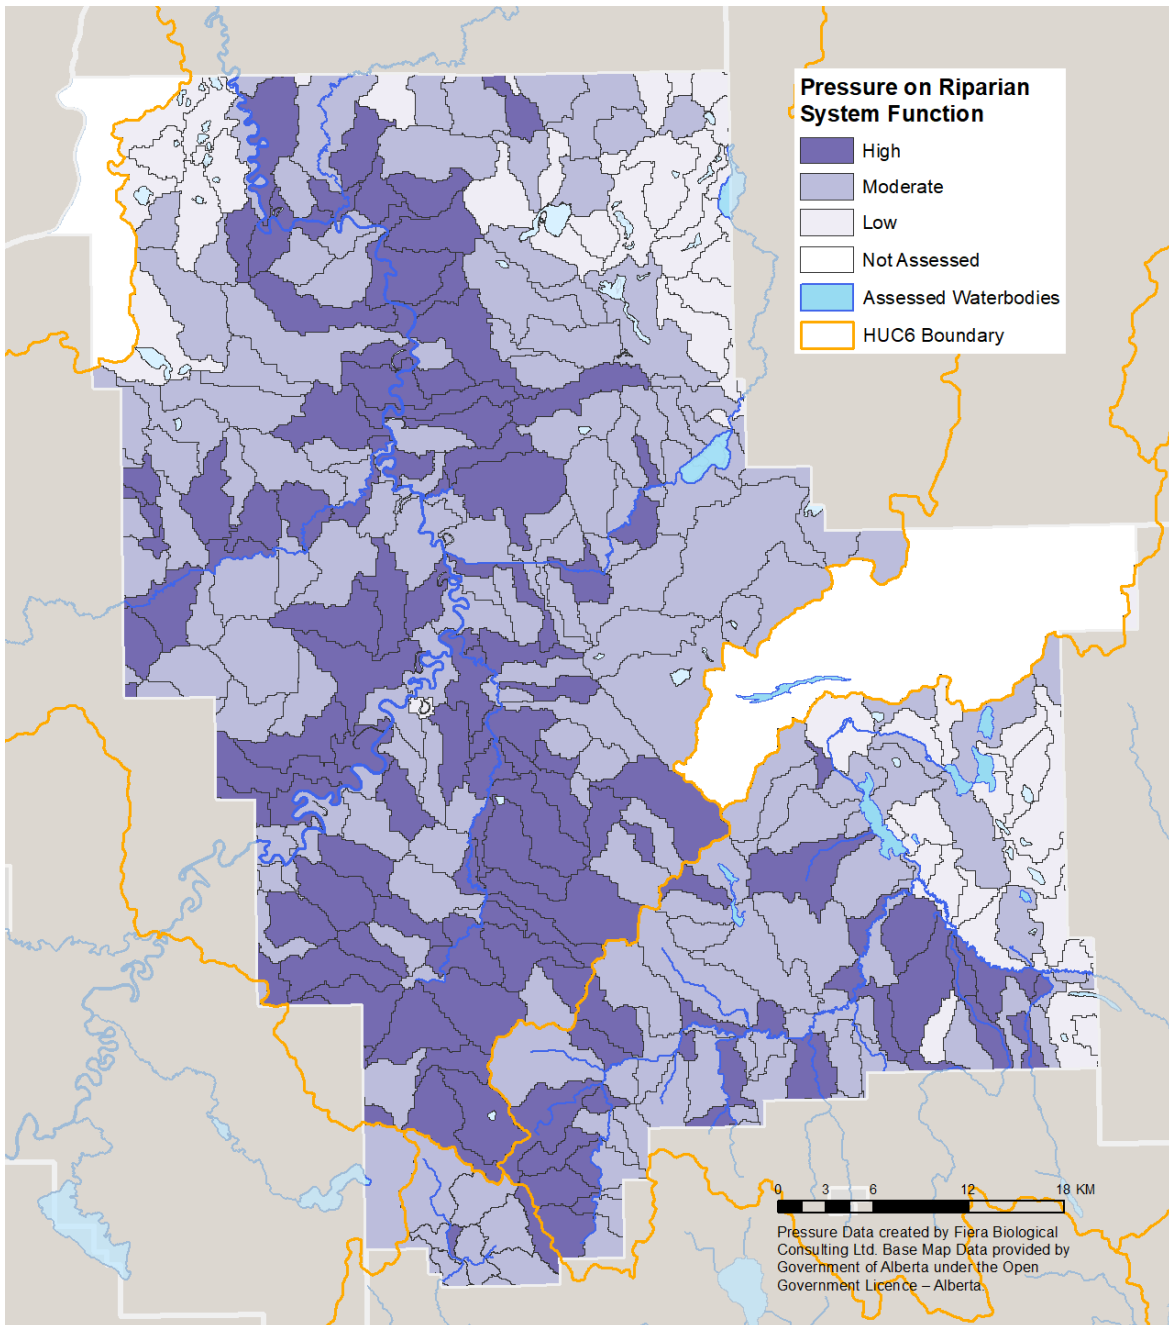 Pressure on Riparian
System Function
High
Moderate
Low
Not Assessed
Assessed Waterbodies
HUC6 Boundary
0 3 6 12 18 KM
Pressure Data created by Fiera Biological
Consulting Ltd. Base Map Data provided by
Government of Alberta under the Open
Government Licence – Alberta.